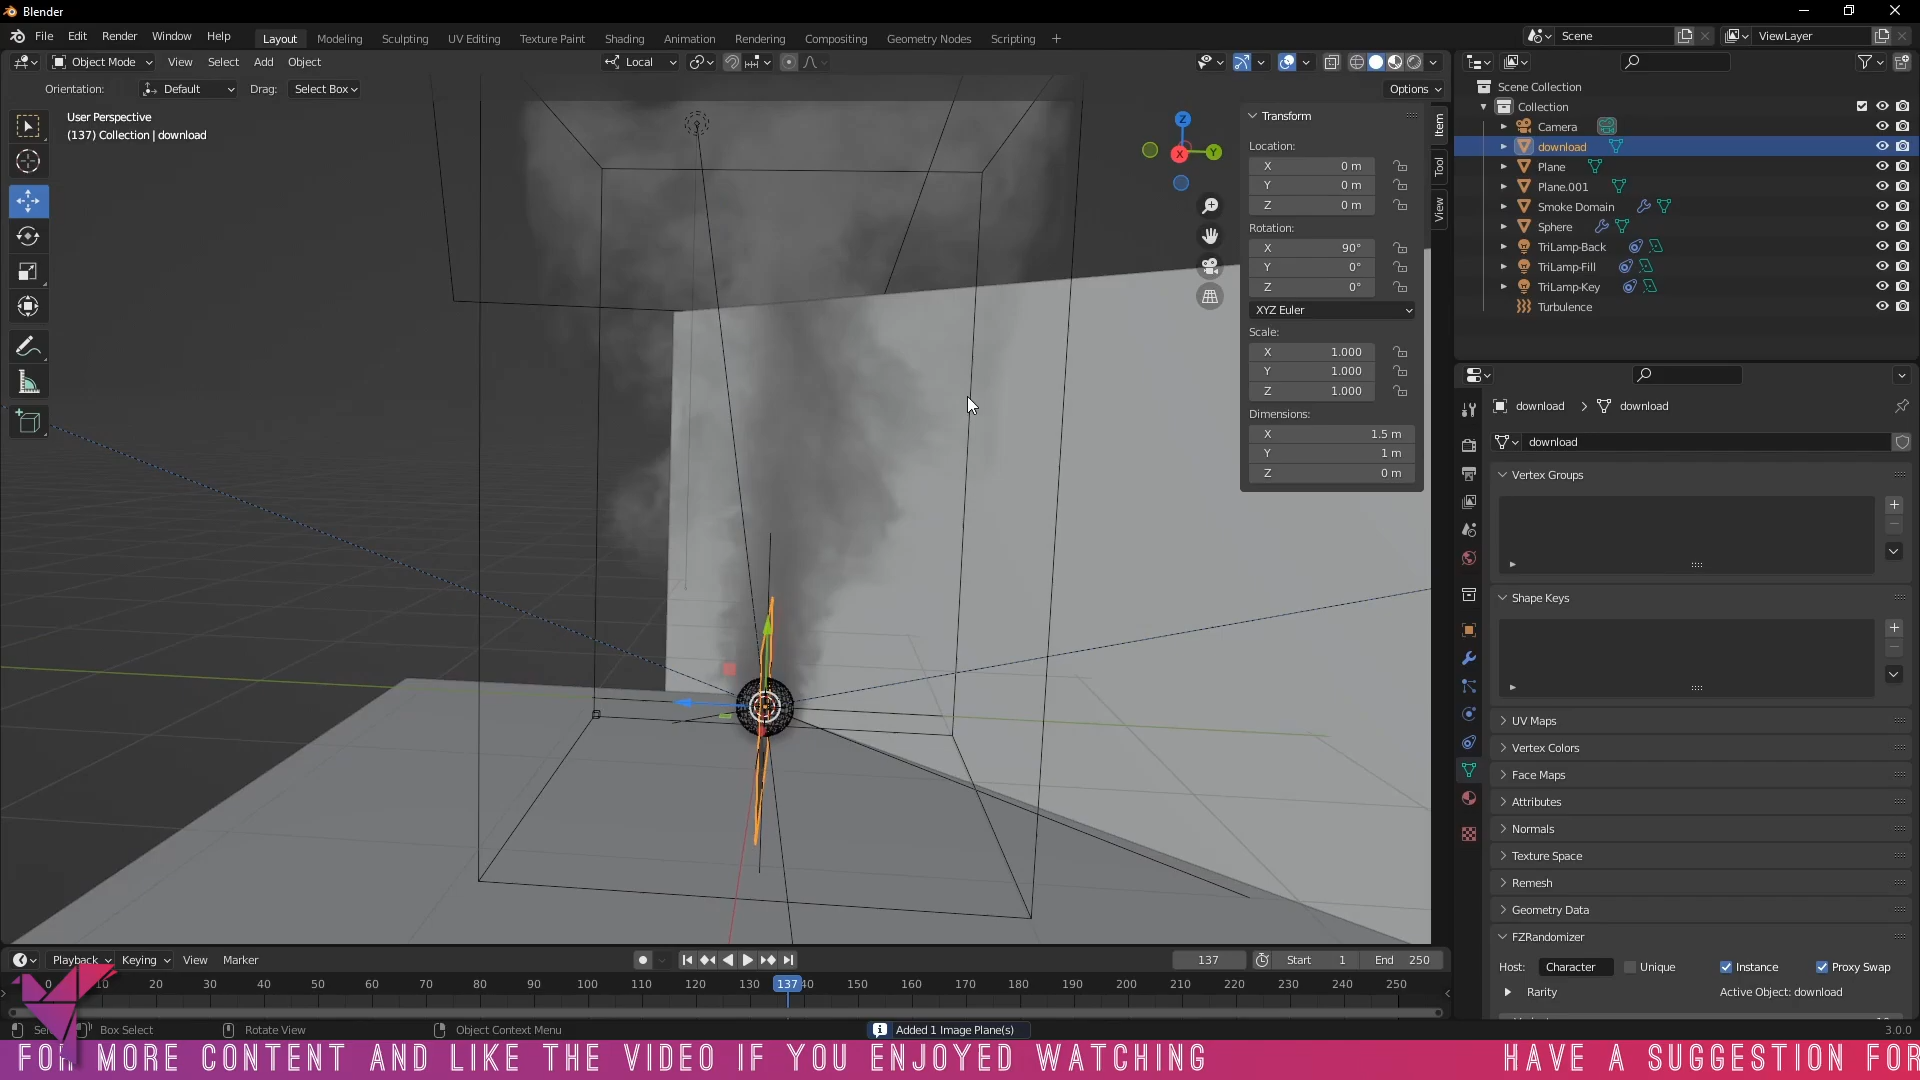 Blender
File Edit Render Window Help
Layout Modeling Sculpting UV Editing Texture Paint Shading Animation Rendering Compositing Geometry Nodes Scripting +
Scene
ViewLayer
Object Mode View Select Add Object
Local
Orientation: Default Drag: Select Box
Options
User Perspective
(137) Collection | download
Z
X
Y
Item
Tool
View
Transform
Location:
X 0 m
Y 0 m
Z 0 m
Rotation:
X 90°
Y 0°
Z 0°
XYZ Euler
Scale:
X 1.000
Y 1.000
Z 1.000
Dimensions:
X 1.5 m
Y 1 m
Z 0 m
Scene Collection
Collection
Camera
download
Plane
Plane.001
Smoke Domain
Sphere
TriLamp-Back
TriLamp-Fill
TriLamp-Key
Turbulence
download > download
download
Vertex Groups
Shape Keys
UV Maps
Vertex Colors
Face Maps
Attributes
Normals
Texture Space
Remesh
Geometry Data
FZRandomizer
Host: Character Unique Instance Proxy Swap
Rarity Active Object: download
Playback Keying View Marker
137 Start 1 End 250
0 10 20 30 40 50 60 70 80 90 100 110 120 130 137 40 150 160 170 180 190 200 210 220 230 240 250
Box Select Rotate View Object Context Menu
Added 1 Image Plane(s)
3.0.0
FOR MORE CONTENT AND LIKE THE VIDEO IF YOU ENJOYED WATCHING
HAVE A SUGGESTION FOR